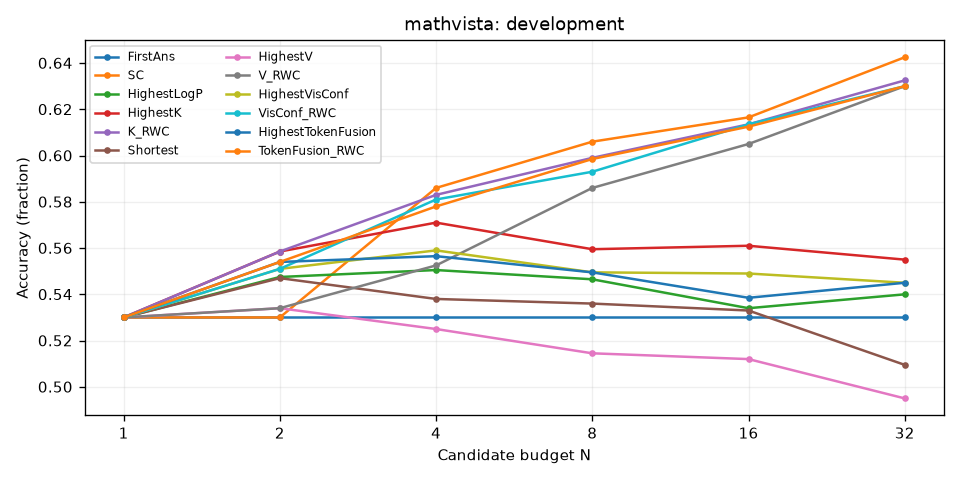 mathvista: development
FirstAns
SC
HighestLogP
HighestK
K_RWC
Shortest
HighestV
V_RWC
HighestVisConf
VisConf_RWC
HighestTokenFusion
TokenFusion_RWC
Accuracy (fraction)
0.64
0.62
0.60
0.58
0.56
0.54
0.52
0.50
1 2 4 8 16 32
Candidate budget N